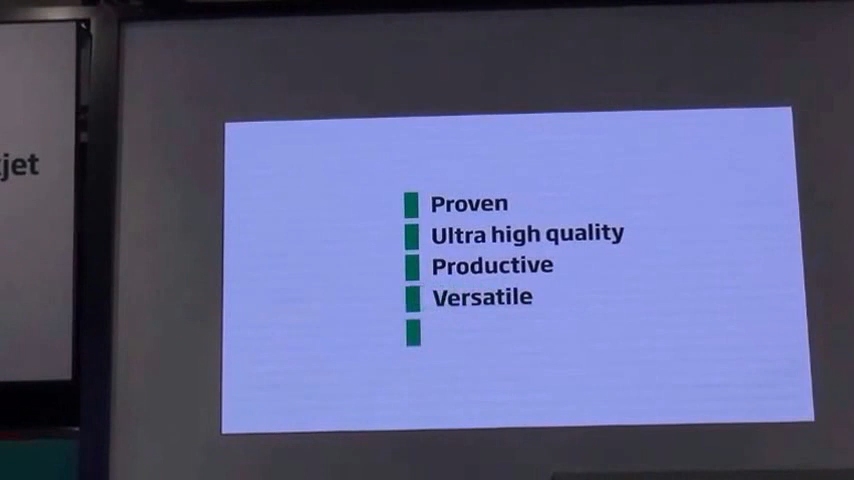 jet
Proven
Ultra high quality
Productive
Versatile